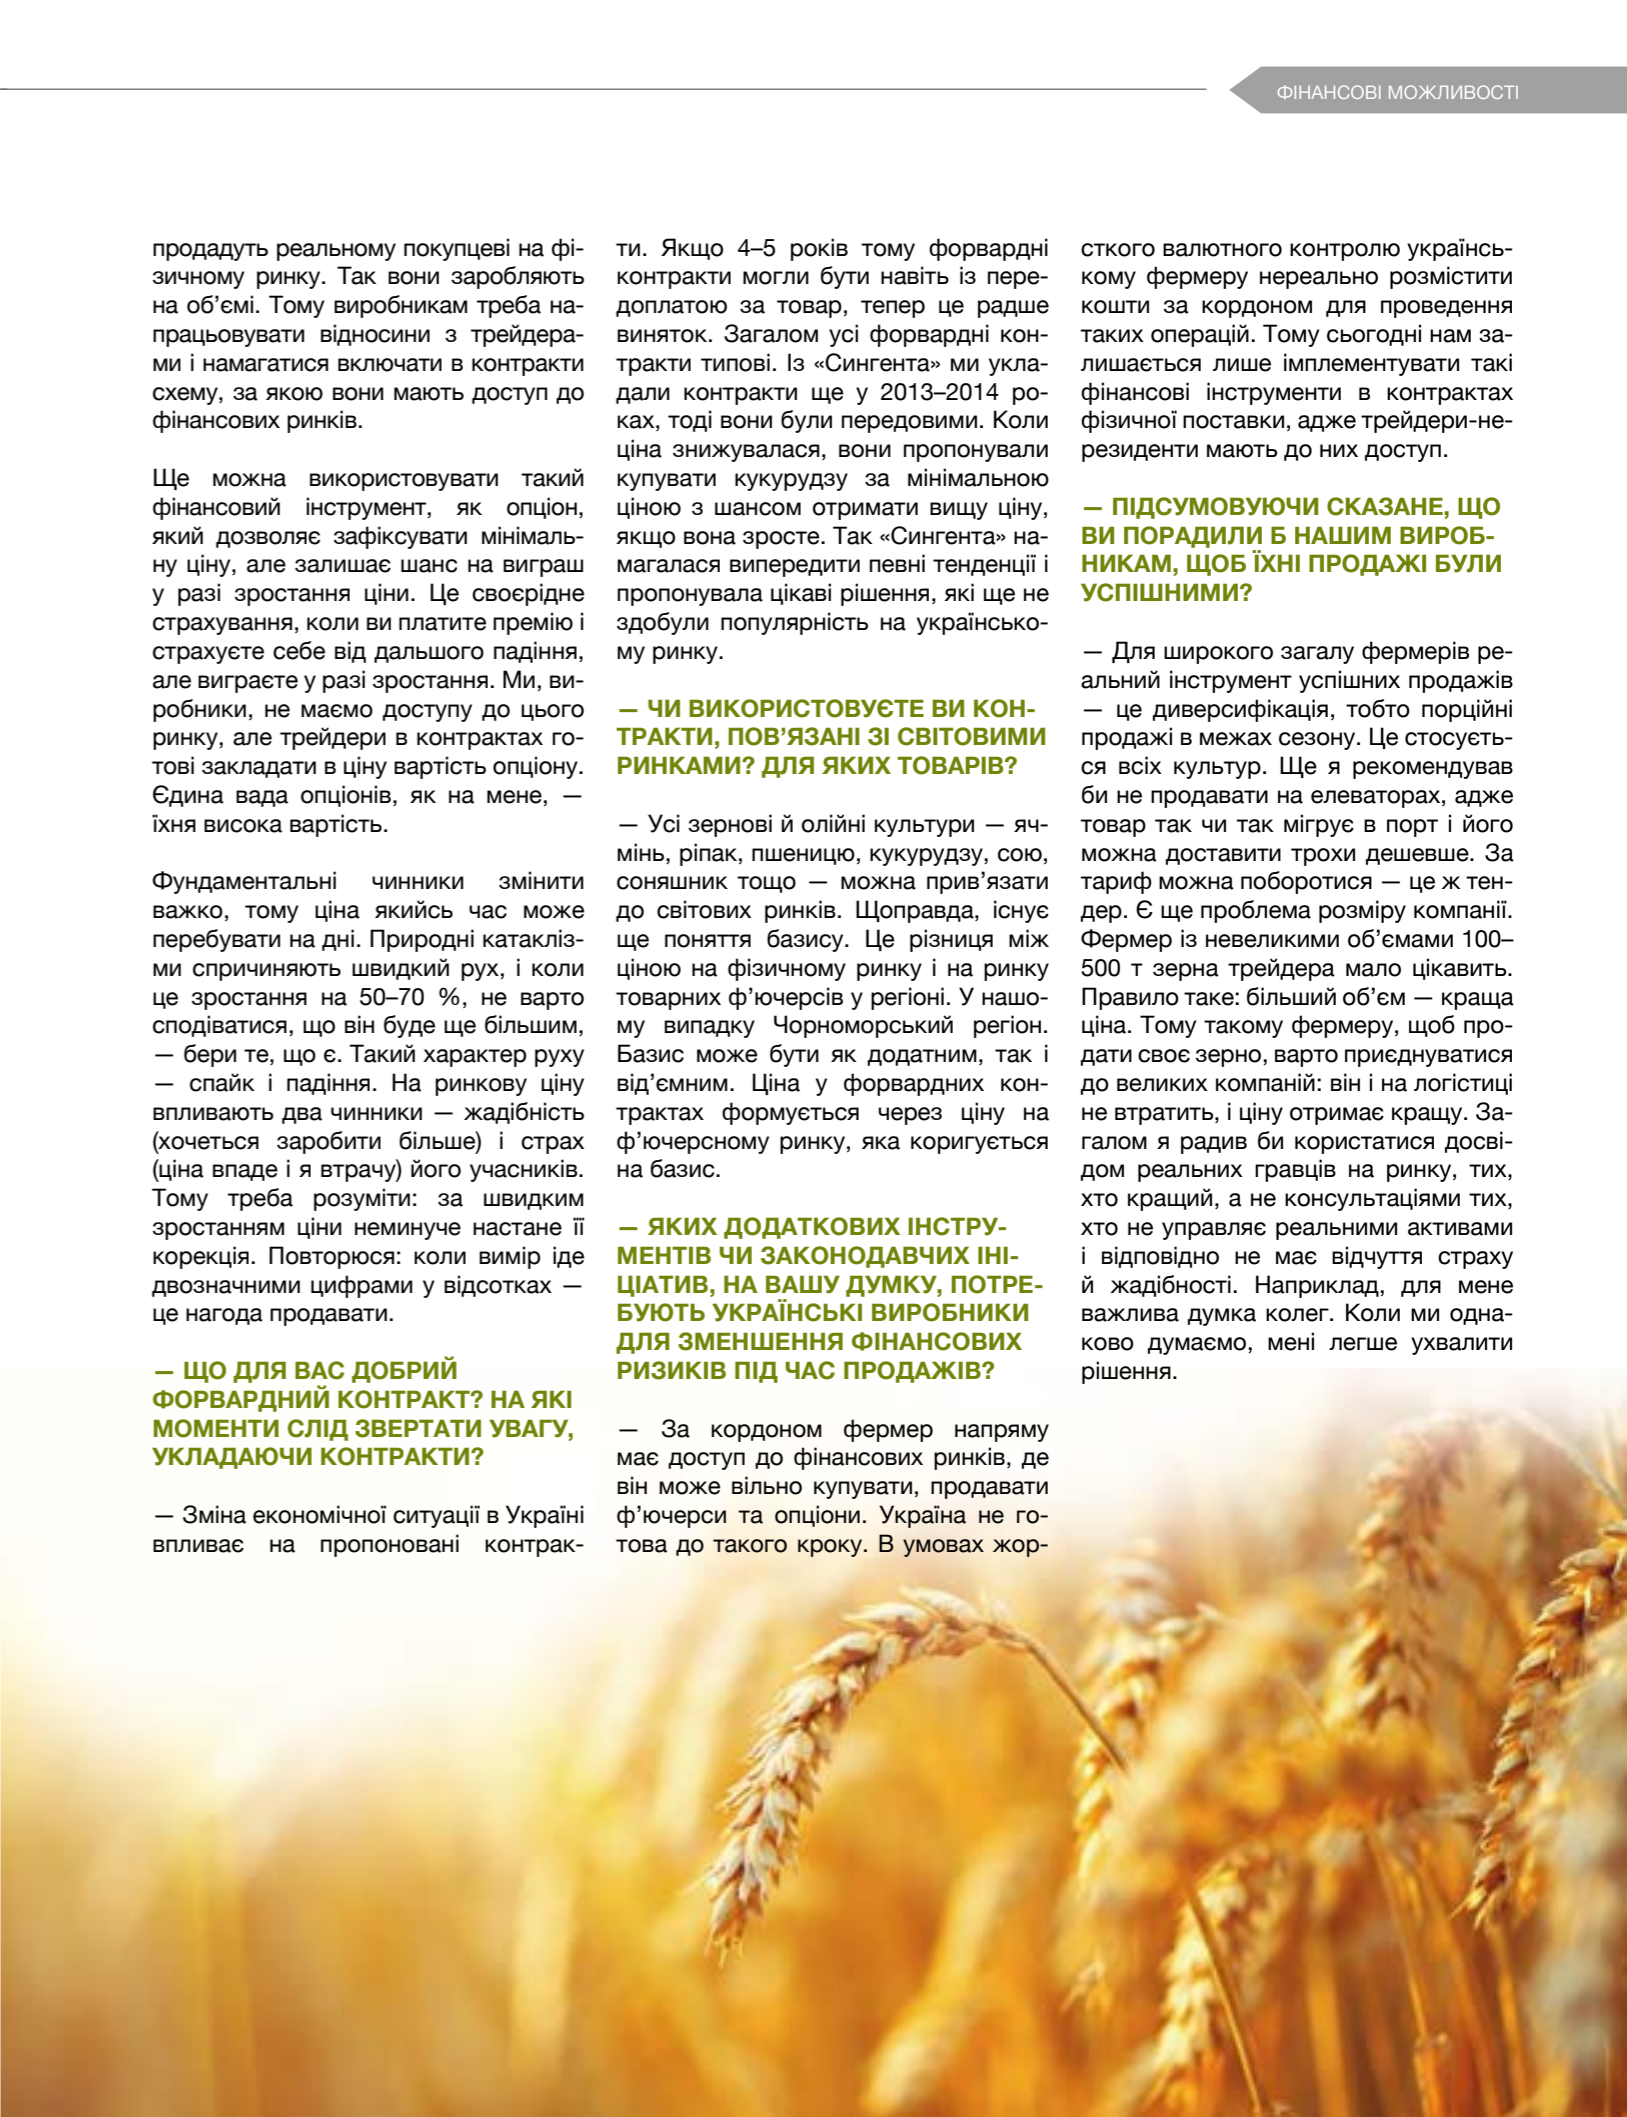 ФІНАНСОВІ МОЖЛИВОСТІ
продадуть реальному покупцеві на фі-
зичному ринку. Так вони заробляють
на об’ємі. Тому виробникам треба на-
працьовувати відносини з трейдера-
ми і намагатися включати в контракти
схему, за якою вони мають доступ до
фінансових ринків.
Ще можна використовувати такий
фінансовий інструмент, як опціон,
який дозволяє зафіксувати мінімаль-
ну ціну, але залишає шанс на виграш
у разі зростання ціни. Це своєрідне
страхування, коли ви платите премію і
страхуєте себе від дальшого падіння,
але виграєте у разі зростання. Ми, ви-
робники, не маємо доступу до цього
ринку, але трейдери в контрактах го-
тові закладати в ціну вартість опціону.
Єдина вада опціонів, як на мене, —
їхня висока вартість.
Фундаментальні чинники змінити
важко, тому ціна якийсь час може
перебувати на дні. Природні катакліз-
ми спричиняють швидкий рух, і коли
це зростання на 50–70 %, не варто
сподіватися, що він буде ще більшим,
— бери те, що є. Такий характер руху
— спайк і падіння. На ринкову ціну
впливають два чинники — жадібність
(хочеться заробити більше) і страх
(ціна впаде і я втрачу) його учасників.
Тому треба розуміти: за швидким
зростанням ціни неминуче настане її
корекція. Повторюся: коли вимір іде
двозначними цифрами у відсотках —
це нагода продавати.
— ЩО ДЛЯ ВАС ДОБРИЙ
ФОРВАРДНИЙ КОНТРАКТ? НА ЯКІ
МОМЕНТИ СЛІД ЗВЕРТАТИ УВАГУ,
УКЛАДАЮЧИ КОНТРАКТИ?
— Зміна економічної ситуації в Україні
впливає на пропоновані контрак-
ти. Якщо 4–5 років тому форвардні
контракти могли бути навіть із пере-
доплатою за товар, тепер це радше
виняток. Загалом усі форвардні кон-
тракти типові. Із «Сингента» ми укла-
дали контракти ще у 2013–2014 ро-
ках, тоді вони були передовими. Коли
ціна знижувалася, вони пропонували
купувати кукурудзу за мінімальною
ціною з шансом отримати вищу ціну,
якщо вона зросте. Так «Сингента» на-
магалася випередити певні тенденції і
пропонувала цікаві рішення, які ще не
здобули популярність на українсько-
му ринку.
— ЧИ ВИКОРИСТОВУЄТЕ ВИ КОН-
ТРАКТИ, ПОВ’ЯЗАНІ ЗІ СВІТОВИМИ
РИНКАМИ? ДЛЯ ЯКИХ ТОВАРІВ?
— Усі зернові й олійні культури — яч-
мінь, ріпак, пшеницю, кукурудзу, сою,
соняшник тощо — можна прив’язати
до світових ринків. Щоправда, існує
ще поняття базису. Це різниця між
ціною на фізичному ринку і на ринку
товарних ф’ючерсів у регіоні. У нашо-
му випадку Чорноморський регіон.
Базис може бути як додатним, так і
від’ємним. Ціна у форвардних кон-
трактах формується через ціну на
ф’ючерсному ринку, яка коригується
на базис.
— ЯКИХ ДОДАТКОВИХ ІНСТРУ-
МЕНТІВ ЧИ ЗАКОНОДАВЧИХ ІНІ-
ЦІАТИВ, НА ВАШУ ДУМКУ, ПОТРЕ-
БУЮТЬ УКРАЇНСЬКІ ВИРОБНИКИ
ДЛЯ ЗМЕНШЕННЯ ФІНАНСОВИХ
РИЗИКІВ ПІД ЧАС ПРОДАЖІВ?
— За кордоном фермер напряму
має доступ до фінансових ринків, де
він може вільно купувати, продавати
ф’ючерси та опціони. Україна не го-
това до такого кроку. В умовах жор-
сткого валютного контролю українсь-
кому фермеру нереально розмістити
кошти за кордоном для проведення
таких операцій. Тому сьогодні нам за-
лишається лише імплементувати такі
фінансові інструменти в контрактах
фізичної поставки, адже трейдери-не-
резиденти мають до них доступ.
— ПІДСУМОВУЮЧИ СКАЗАНЕ, ЩО
ВИ ПОРАДИЛИ Б НАШИМ ВИРОБ-
НИКАМ, ЩОБ ЇХНІ ПРОДАЖІ БУЛИ
УСПІШНИМИ?
— Для широкого загалу фермерів ре-
альний інструмент успішних продажів
— це диверсифікація, тобто порційні
продажі в межах сезону. Це стосуєть-
ся всіх культур. Ще я рекомендував
би не продавати на елеваторах, адже
товар так чи так мігрує в порт і його
можна доставити трохи дешевше. За
тариф можна поборотися — це ж тен-
дер. Є ще проблема розміру компанії.
Фермер із невеликими об’ємами 100–
500 т зерна трейдера мало цікавить.
Правило таке: більший об’єм — краща
ціна. Тому такому фермеру, щоб про-
дати своє зерно, варто приєднуватися
до великих компаній: він і на логістиці
не втратить, і ціну отримає кращу. За-
галом я радив би користатися досві-
дом реальних гравців на ринку, тих,
хто кращий, а не консультаціями тих,
хто не управляє реальними активами
і відповідно не має відчуття страху
й жадібності. Наприклад, для мене
важлива думка колег. Коли ми одна-
ково думаємо, мені легше ухвалити
рішення.